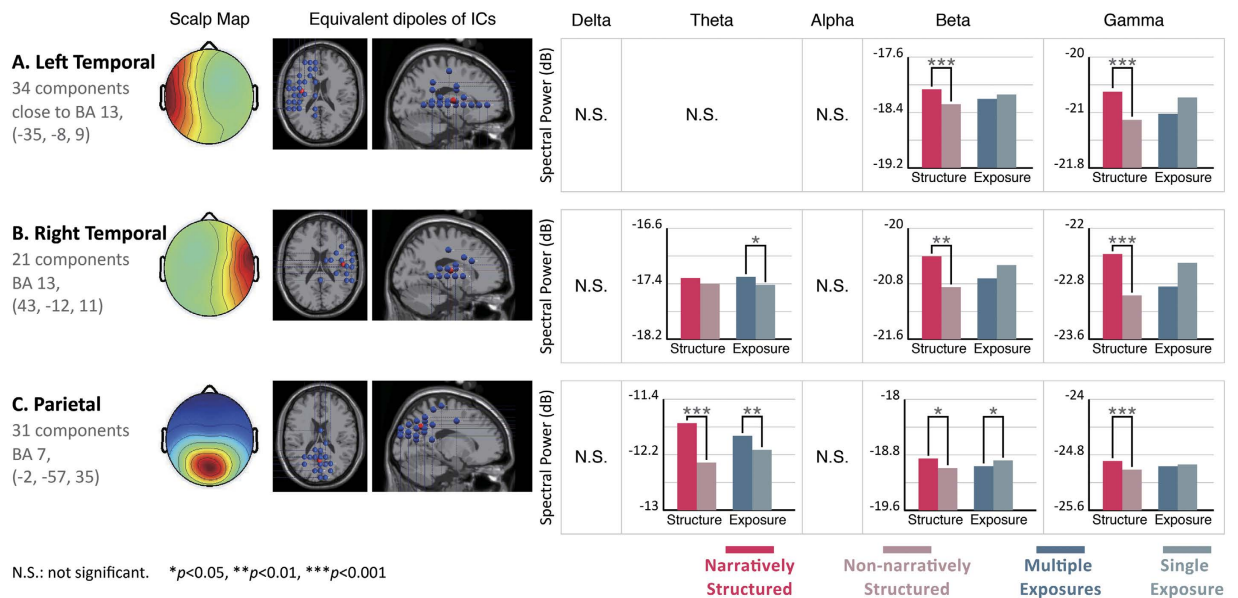 Scalp Map Equivalent dipoles of ICs Delta Theta Alpha Beta Gamma
A. Left Temporal
34 components
close to BA 13,
(-35, -8, 9)
Spectral Power (dB)
N.S. N.S. N.S.
-17.6
-18.4
-19.2
***
Structure Exposure
-20
-21
-21.8
***
Structure Exposure
B. Right Temporal
21 components
BA 13,
(43, -12, 11)
Spectral Power (dB)
N.S.
-16.6
-17.4
-18.2
*
Structure Exposure
N.S.
-20
-20.8
-21.6
**
Structure Exposure
-22
-22.8
-23.6
***
Structure Exposure
C. Parietal
31 components
BA 7,
(-2, -57, 35)
Spectral Power (dB)
N.S.
-11.4
-12.2
-13
*** **
Structure Exposure
N.S.
-18
-18.8
-19.6
* *
Structure Exposure
-24
-24.8
-25.6
***
Structure Exposure
N.S.: not significant. *p<0.05, **p<0.01, ***p<0.001
Narratively
Structured
Non-narratively
Structured
Multiple
Exposures
Single
Exposure